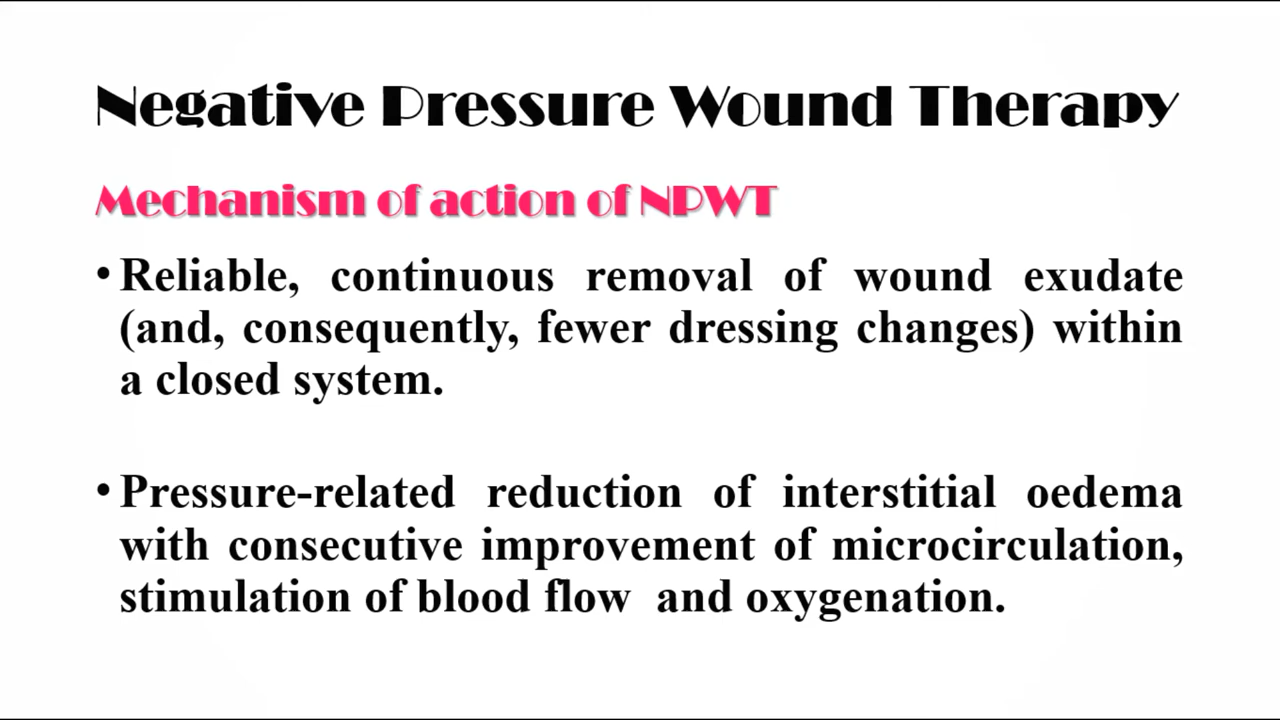 Negative Pressure Wound Therapy
Mechanism of action of NPWT
• Reliable, continuous removal of wound exudate
(and, consequently, fewer dressing changes) within
a closed system.
• Pressure-related reduction of interstitial oedema
with consecutive improvement of microcirculation,
stimulation of blood flow and oxygenation.